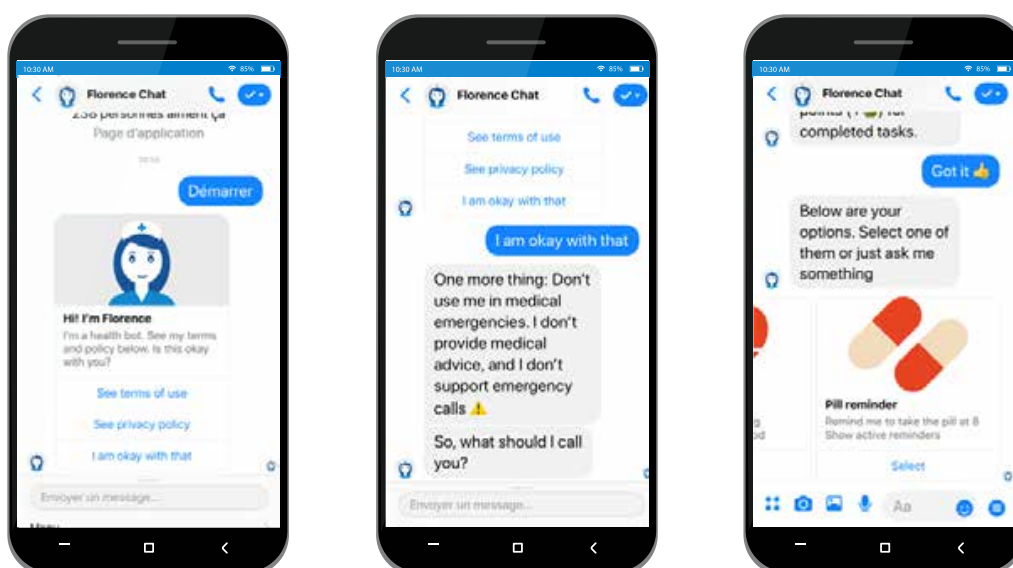 10:30 AM
85%
Florence Chat
238 personnes aiment ça
Page d'application
Démarrer
Hi! I'm Florence
I'm a health bot. See my terms
and policy below. Is this okay
with you?
See terms of use
See privacy policy
I am okay with that
Envoyer un message...
Menu
10:30 AM
85%
Florence Chat
See terms of use
See privacy policy
I am okay with that
I am okay with that
One more thing: Don't
use me in medical
emergencies. I don't
provide medical
advice, and I don't
support emergency
calls ⚠️
So, what should I call
you?
Envoyer un message...
10:30 AM
85%
Florence Chat
completed tasks.
Got it 👍
Below are your
options. Select one of
them or just ask me
something
Pill reminder
Remind me to take the pill at 8
Show active reminders
Select
Aa